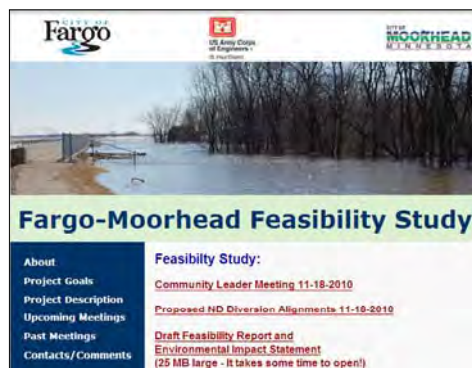 CITY OF
Fargo
US Army Corps
of Engineers
CITY OF
MOORHEAD
MINNESOTA
Fargo-Moorhead Feasibility Study
About
Project Goals
Project Description
Upcoming Meetings
Past Meetings
Contacts/Comments
Feasibilty Study:
Community Leader Meeting 11-18-2010
Proposed ND Diversion Alignments 11-18-2010
Draft Feasibility Report and
Environmental Impact Statement
(25 MB large - It takes some time to open!)